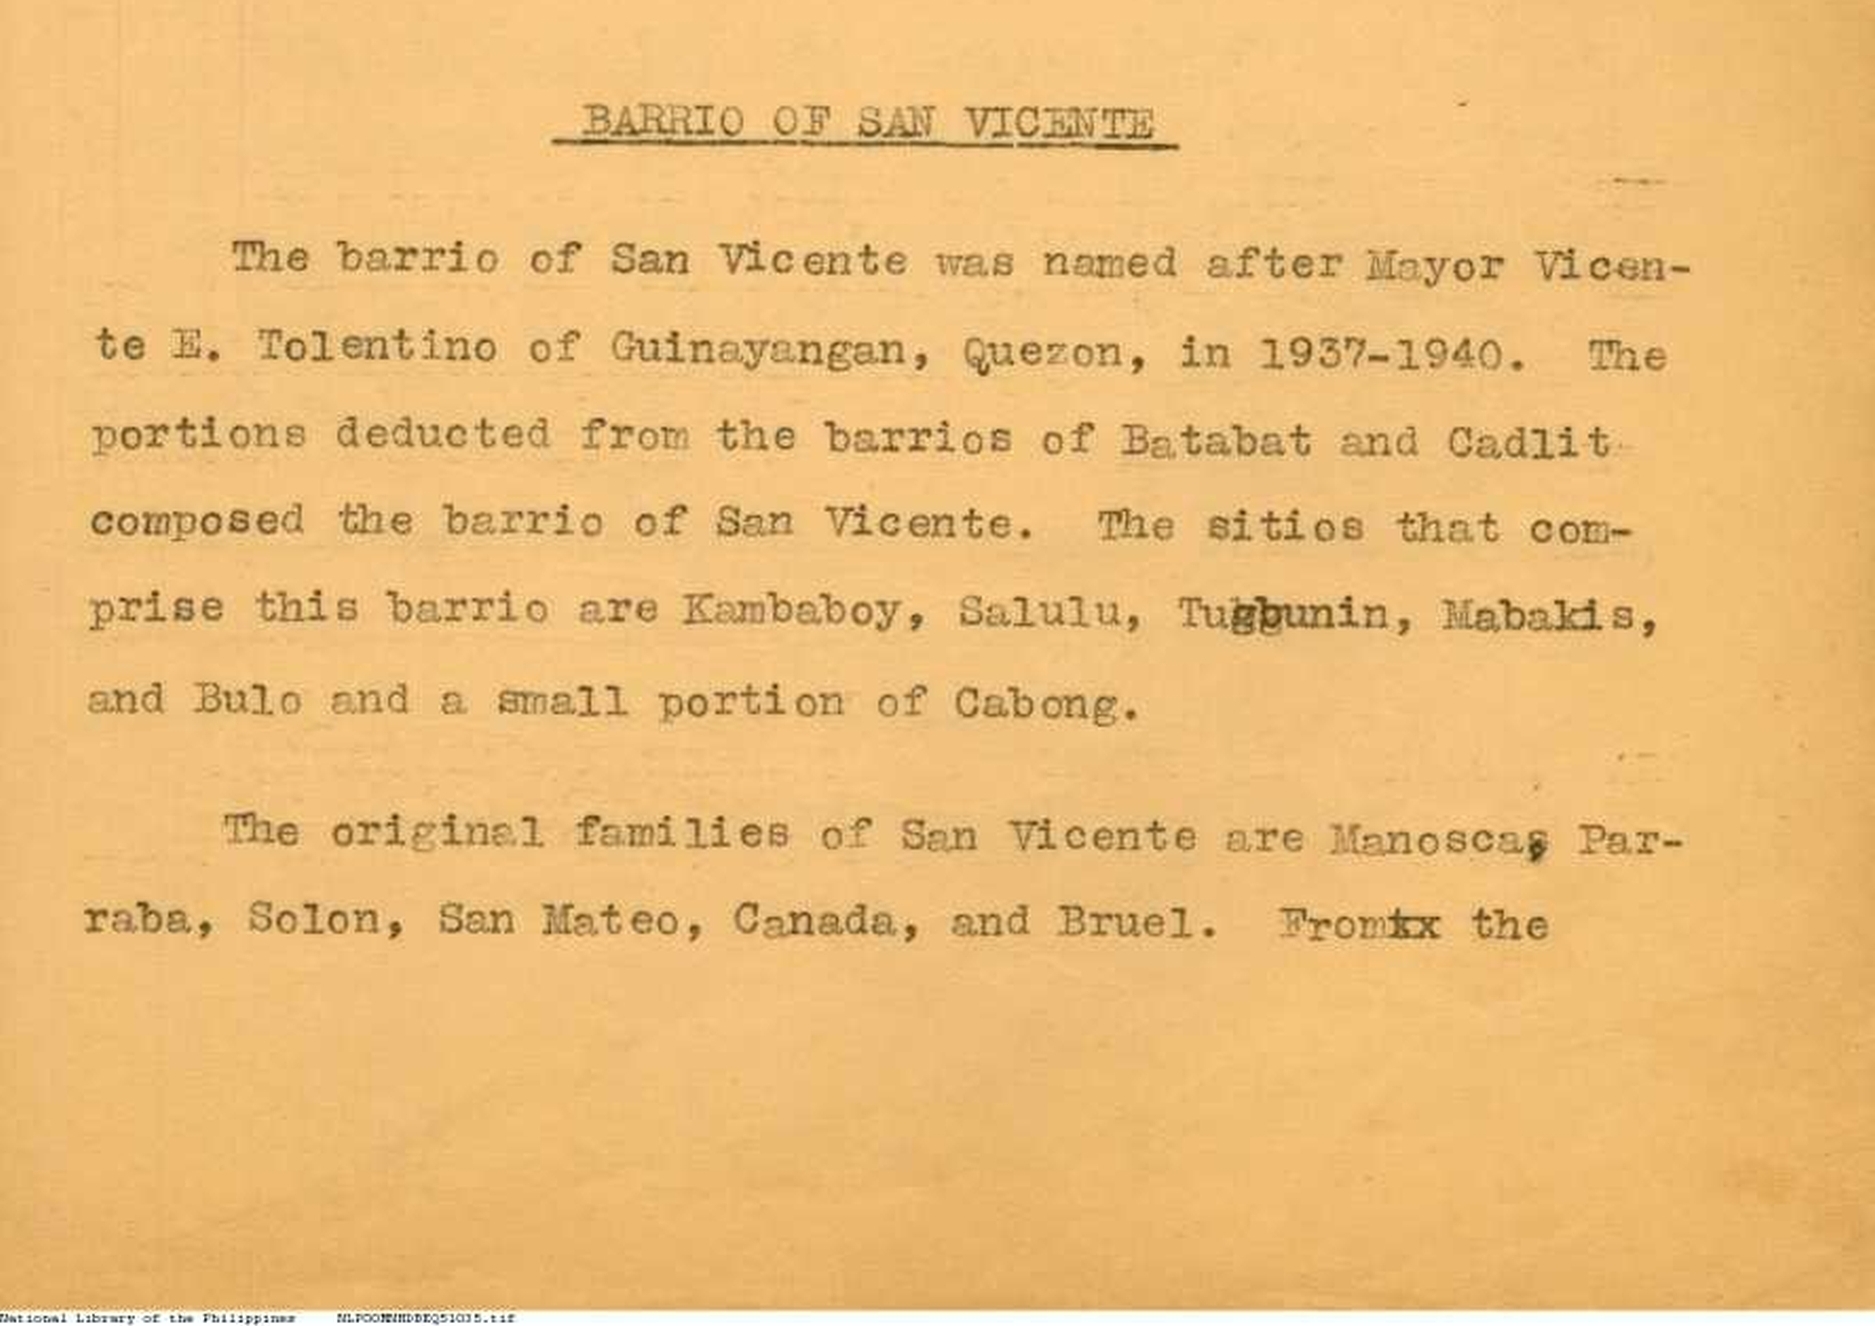 BARRIO OF SAN VICENTE
The barrio of San Vicente was named after Mayor Vicen-
te E. Tolentino of Guinayangan, Quezon, in 1937-1940. The
portions deducted from the barrios of Batabat and Cadlit
composed the barrio of San Vicente. The sitios that com-
prise this barrio are Kambaboy, Salulu, Tugbunin, Mabakis,
and Bulo and a small portion of Cabong.
The original families of San Vicente are Manosca, Par-
raba, Solon, San Mateo, Canada, and Bruel. From the
National Library of the Philippines